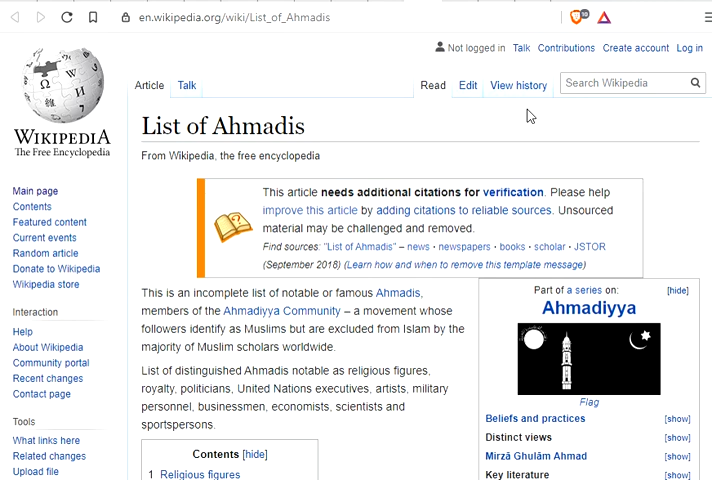 en.wikipedia.org/wiki/List_of_Ahmadis
Not logged in Talk Contributions Create account Log in
Article Talk Read Edit View history Search Wikipedia
WIKIPEDIA
The Free Encyclopedia
List of Ahmadis
From Wikipedia, the free encyclopedia
Main page
Contents
Featured content
Current events
Random article
Donate to Wikipedia
Wikipedia store
Interaction
Help
About Wikipedia
Community portal
Recent changes
Contact page
Tools
What links here
Related changes
Upload file
This article needs additional citations for verification. Please help
improve this article by adding citations to reliable sources. Unsourced
material may be challenged and removed.
Find sources: "List of Ahmadis" – news · newspapers · books · scholar · JSTOR
(September 2018) (Learn how and when to remove this template message)
This is an incomplete list of notable or famous Ahmadis,
members of the Ahmadiyya Community – a movement whose
followers identify as Muslims but are excluded from Islam by the
majority of Muslim scholars worldwide.
List of distinguished Ahmadis notable as religious figures,
royalty, politicians, United Nations executives, artists, military
personnel, businessmen, economists, scientists and
sportspersons.
Contents [hide]
1 Religious figures
Part of a series on: [hide]
Ahmadiyya
Flag
Beliefs and practices [show]
Distinct views [show]
Mirzā Ghulām Ahmad [show]
Key literature [show]